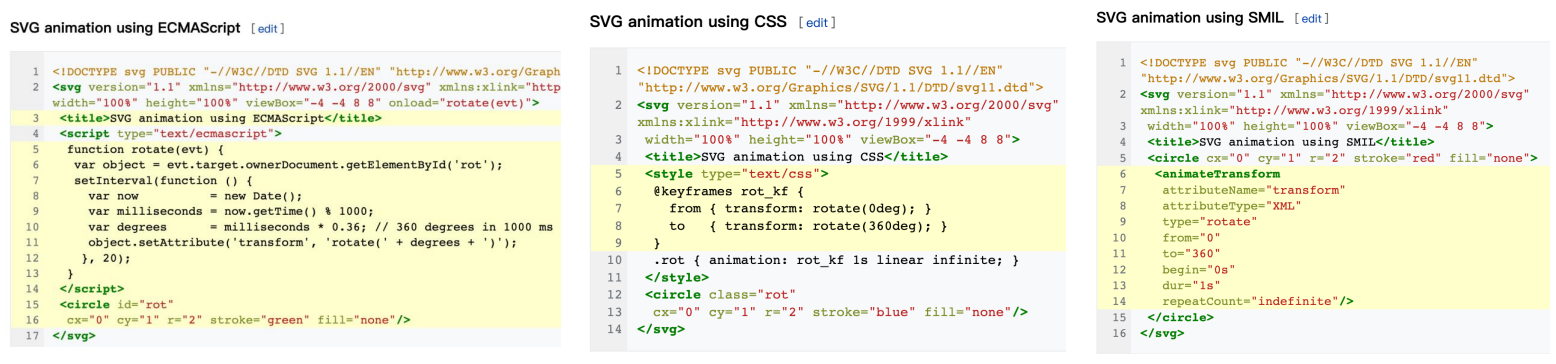 SVG animation using ECMAScript [edit]
1 <!DOCTYPE svg PUBLIC "-//W3C//DTD SVG 1.1//EN" "http://www.w3.org/Graph
2 <svg version="1.1" xmlns="http://www.w3.org/2000/svg" xmlns:xlink="http
width="100%" height="100%" viewBox="-4 -4 8 8" onload="rotate(evt)">
3 <title>SVG animation using ECMAScript</title>
4 <script type="text/ecmascript">
5 function rotate(evt) {
6 var object = evt.target.ownerDocument.getElementById('rot');
7 setInterval(function () {
8 var now = new Date();
9 var milliseconds = now.getTime() % 1000;
10 var degrees = milliseconds * 0.36; // 360 degrees in 1000 ms
11 object.setAttribute('transform', 'rotate(' + degrees + ')');
12 }, 20);
13 }
14 </script>
15 <circle id="rot"
16 cx="0" cy="1" r="2" stroke="green" fill="none"/>
17 </svg>
SVG animation using CSS [edit]
1 <!DOCTYPE svg PUBLIC "-//W3C//DTD SVG 1.1//EN"
"http://www.w3.org/Graphics/SVG/1.1/DTD/svg11.dtd">
2 <svg version="1.1" xmlns="http://www.w3.org/2000/svg"
xmlns:xlink="http://www.w3.org/1999/xlink"
3 width="100%" height="100%" viewBox="-4 -4 8 8">
4 <title>SVG animation using CSS</title>
5 <style type="text/css">
6 @keyframes rot_kf {
7 from { transform: rotate(0deg); }
8 to { transform: rotate(360deg); }
9 }
10 .rot { animation: rot_kf 1s linear infinite; }
11 </style>
12 <circle class="rot"
13 cx="0" cy="1" r="2" stroke="blue" fill="none"/>
14 </svg>
SVG animation using SMIL [edit]
1 <!DOCTYPE svg PUBLIC "-//W3C//DTD SVG 1.1//EN"
"http://www.w3.org/Graphics/SVG/1.1/DTD/svg11.dtd">
2 <svg version="1.1" xmlns="http://www.w3.org/2000/svg"
xmlns:xlink="http://www.w3.org/1999/xlink"
3 width="100%" height="100%" viewBox="-4 -4 8 8">
4 <title>SVG animation using SMIL</title>
5 <circle cx="0" cy="1" r="2" stroke="red" fill="none">
6 <animateTransform
7 attributeName="transform"
8 attributeType="XML"
9 type="rotate"
10 from="0"
11 to="360"
12 begin="0s"
13 dur="1s"
14 repeatCount="indefinite"/>
15 </circle>
16 </svg>